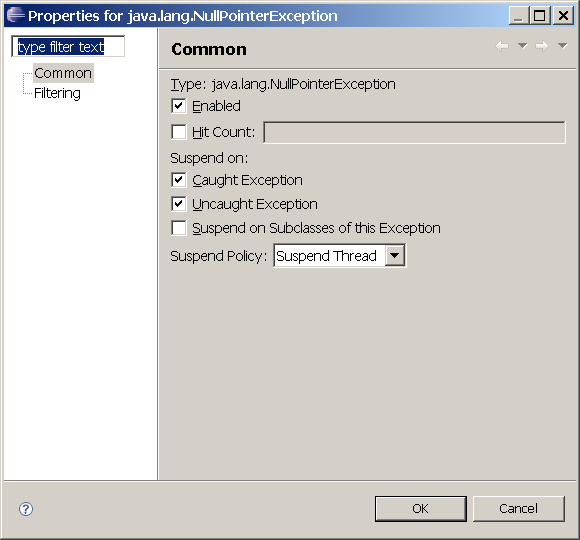 Properties for java.lang.NullPointerException
type filter text
Common
Filtering
Common
Type: java.lang.NullPointerException
Enabled
Hit Count:
Suspend on:
Caught Exception
Uncaught Exception
Suspend on Subclasses of this Exception
Suspend Policy: Suspend Thread
?
OK Cancel